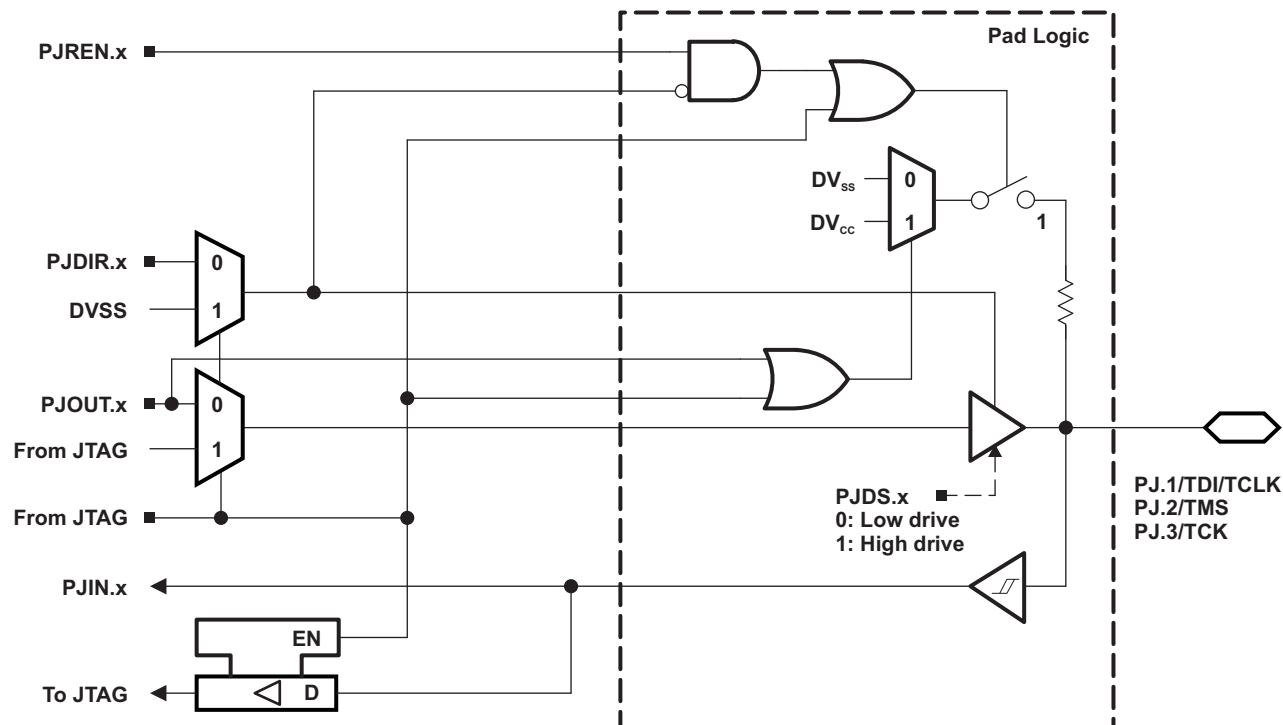 Pad Logic
PJREN.x
DVss
0
DVcc
1
1
PJDIR.x
0
DVSS
1
PJOUT.x
0
From JTAG
1
From JTAG
PJDS.x
0: Low drive
1: High drive
PJ.1/TDI/TCLK
PJ.2/TMS
PJ.3/TCK
PJIN.x
EN
To JTAG
D